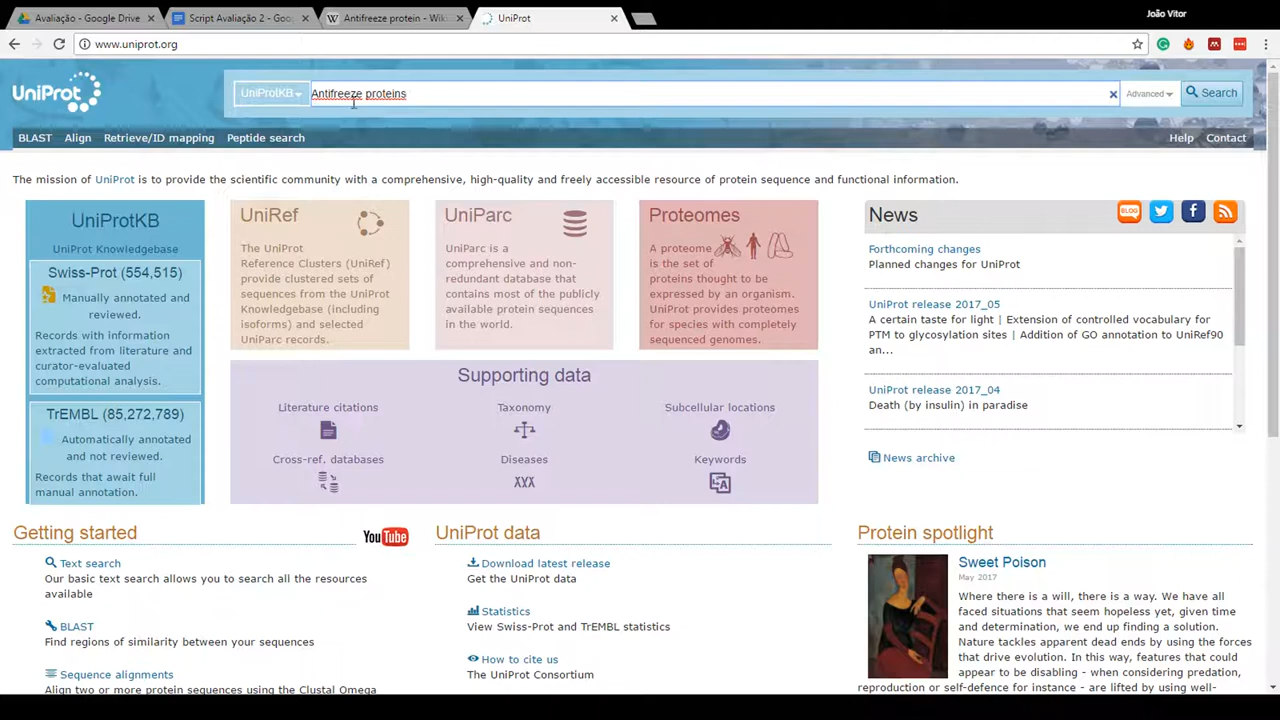 Avaliação - Google Drive
Script Avaliação 2 - Goo
Antifreeze protein - Wik
UniProt
João Vitor
www.uniprot.org
UniProt
UniProtKB
Antifreeze proteins
Advanced
Search
BLAST Align Retrieve/ID mapping Peptide search
Help Contact
The mission of UniProt is to provide the scientific community with a comprehensive, high-quality and freely accessible resource of protein sequence and functional information.
UniProtKB
UniProt Knowledgebase
Swiss-Prot (554,515)
Manually annotated and
reviewed.
Records with information
extracted from literature and
curator-evaluated
computational analysis.
TrEMBL (85,272,789)
Automatically annotated
and not reviewed.
Records that await full
manual annotation.
UniRef
The UniProt
Reference Clusters (UniRef)
provide clustered sets of
sequences from the UniProt
Knowledgebase (including
isoforms) and selected
UniParc records.
UniParc
UniParc is a
comprehensive and non-
redundant database that
contains most of the publicly
available protein sequences
in the world.
Proteomes
A proteome
is the set of
proteins thought to be
expressed by an organism.
UniProt provides proteomes
for species with completely
sequenced genomes.
Supporting data
Literature citations
Taxonomy
Subcellular locations
Cross-ref. databases
Diseases
Keywords
News
BLOG
Forthcoming changes
Planned changes for UniProt
UniProt release 2017_05
A certain taste for light | Extension of controlled vocabulary for
PTM to glycosylation sites | Addition of GO annotation to UniRef90
an...
UniProt release 2017_04
Death (by insulin) in paradise
News archive
Getting started
YouTube
Text search
Our basic text search allows you to search all the resources
available
BLAST
Find regions of similarity between your sequences
Sequence alignments
Align two or more protein sequences using the Clustal Omega
UniProt data
Download latest release
Get the UniProt data
Statistics
View Swiss-Prot and TrEMBL statistics
How to cite us
The UniProt Consortium
Protein spotlight
Sweet Poison
May 2017
Where there is a will, there is a way. We have all
faced situations that seem hopeless yet, given time
and determination, we end up finding a solution.
Nature tackles apparent dead ends by using the forces
that drive evolution. In this way, features that could
appear to be disabling - when considering predation,
reproduction or self-defence for instance - are lifted by using well-